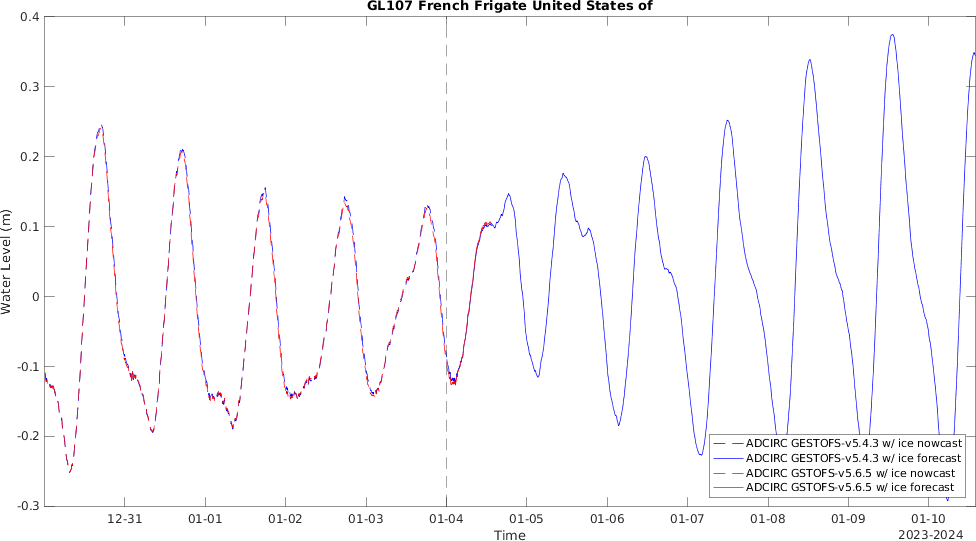 GL107 French Frigate United States of
Water Level (m)
0.4
0.3
0.2
0.1
0
-0.1
-0.2
-0.3
12-31
01-01
01-02
01-03
01-04
01-05
01-06
01-07
01-08
01-09
01-10
Time
2023-2024
ADCIRC GESTOFS-v5.4.3 w/ ice nowcast
ADCIRC GESTOFS-v5.4.3 w/ ice forecast
ADCIRC GSTOFS-v5.6.5 w/ ice nowcast
ADCIRC GSTOFS-v5.6.5 w/ ice forecast